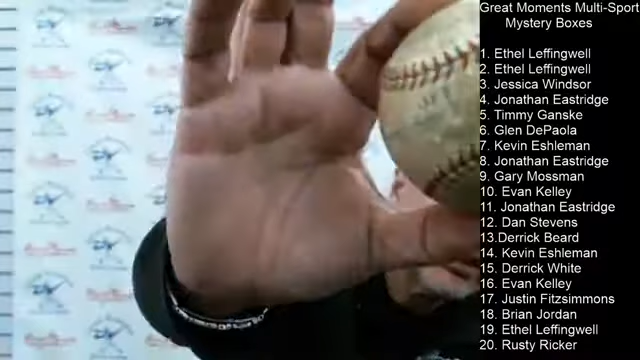 Great Moments Multi-Sport
Mystery Boxes
1. Ethel Leffingwell
2. Ethel Leffingwell
3. Jessica Windsor
4. Jonathan Eastridge
5. Timmy Ganske
6. Glen DePaola
7. Kevin Eshleman
8. Jonathan Eastridge
9. Gary Mossman
10. Evan Kelley
11. Jonathan Eastridge
12. Dan Stevens
13.Derrick Beard
14. Kevin Eshleman
15. Derrick White
16. Evan Kelley
17. Justin Fitzsimmons
18. Brian Jordan
19. Ethel Leffingwell
20. Rusty Ricker